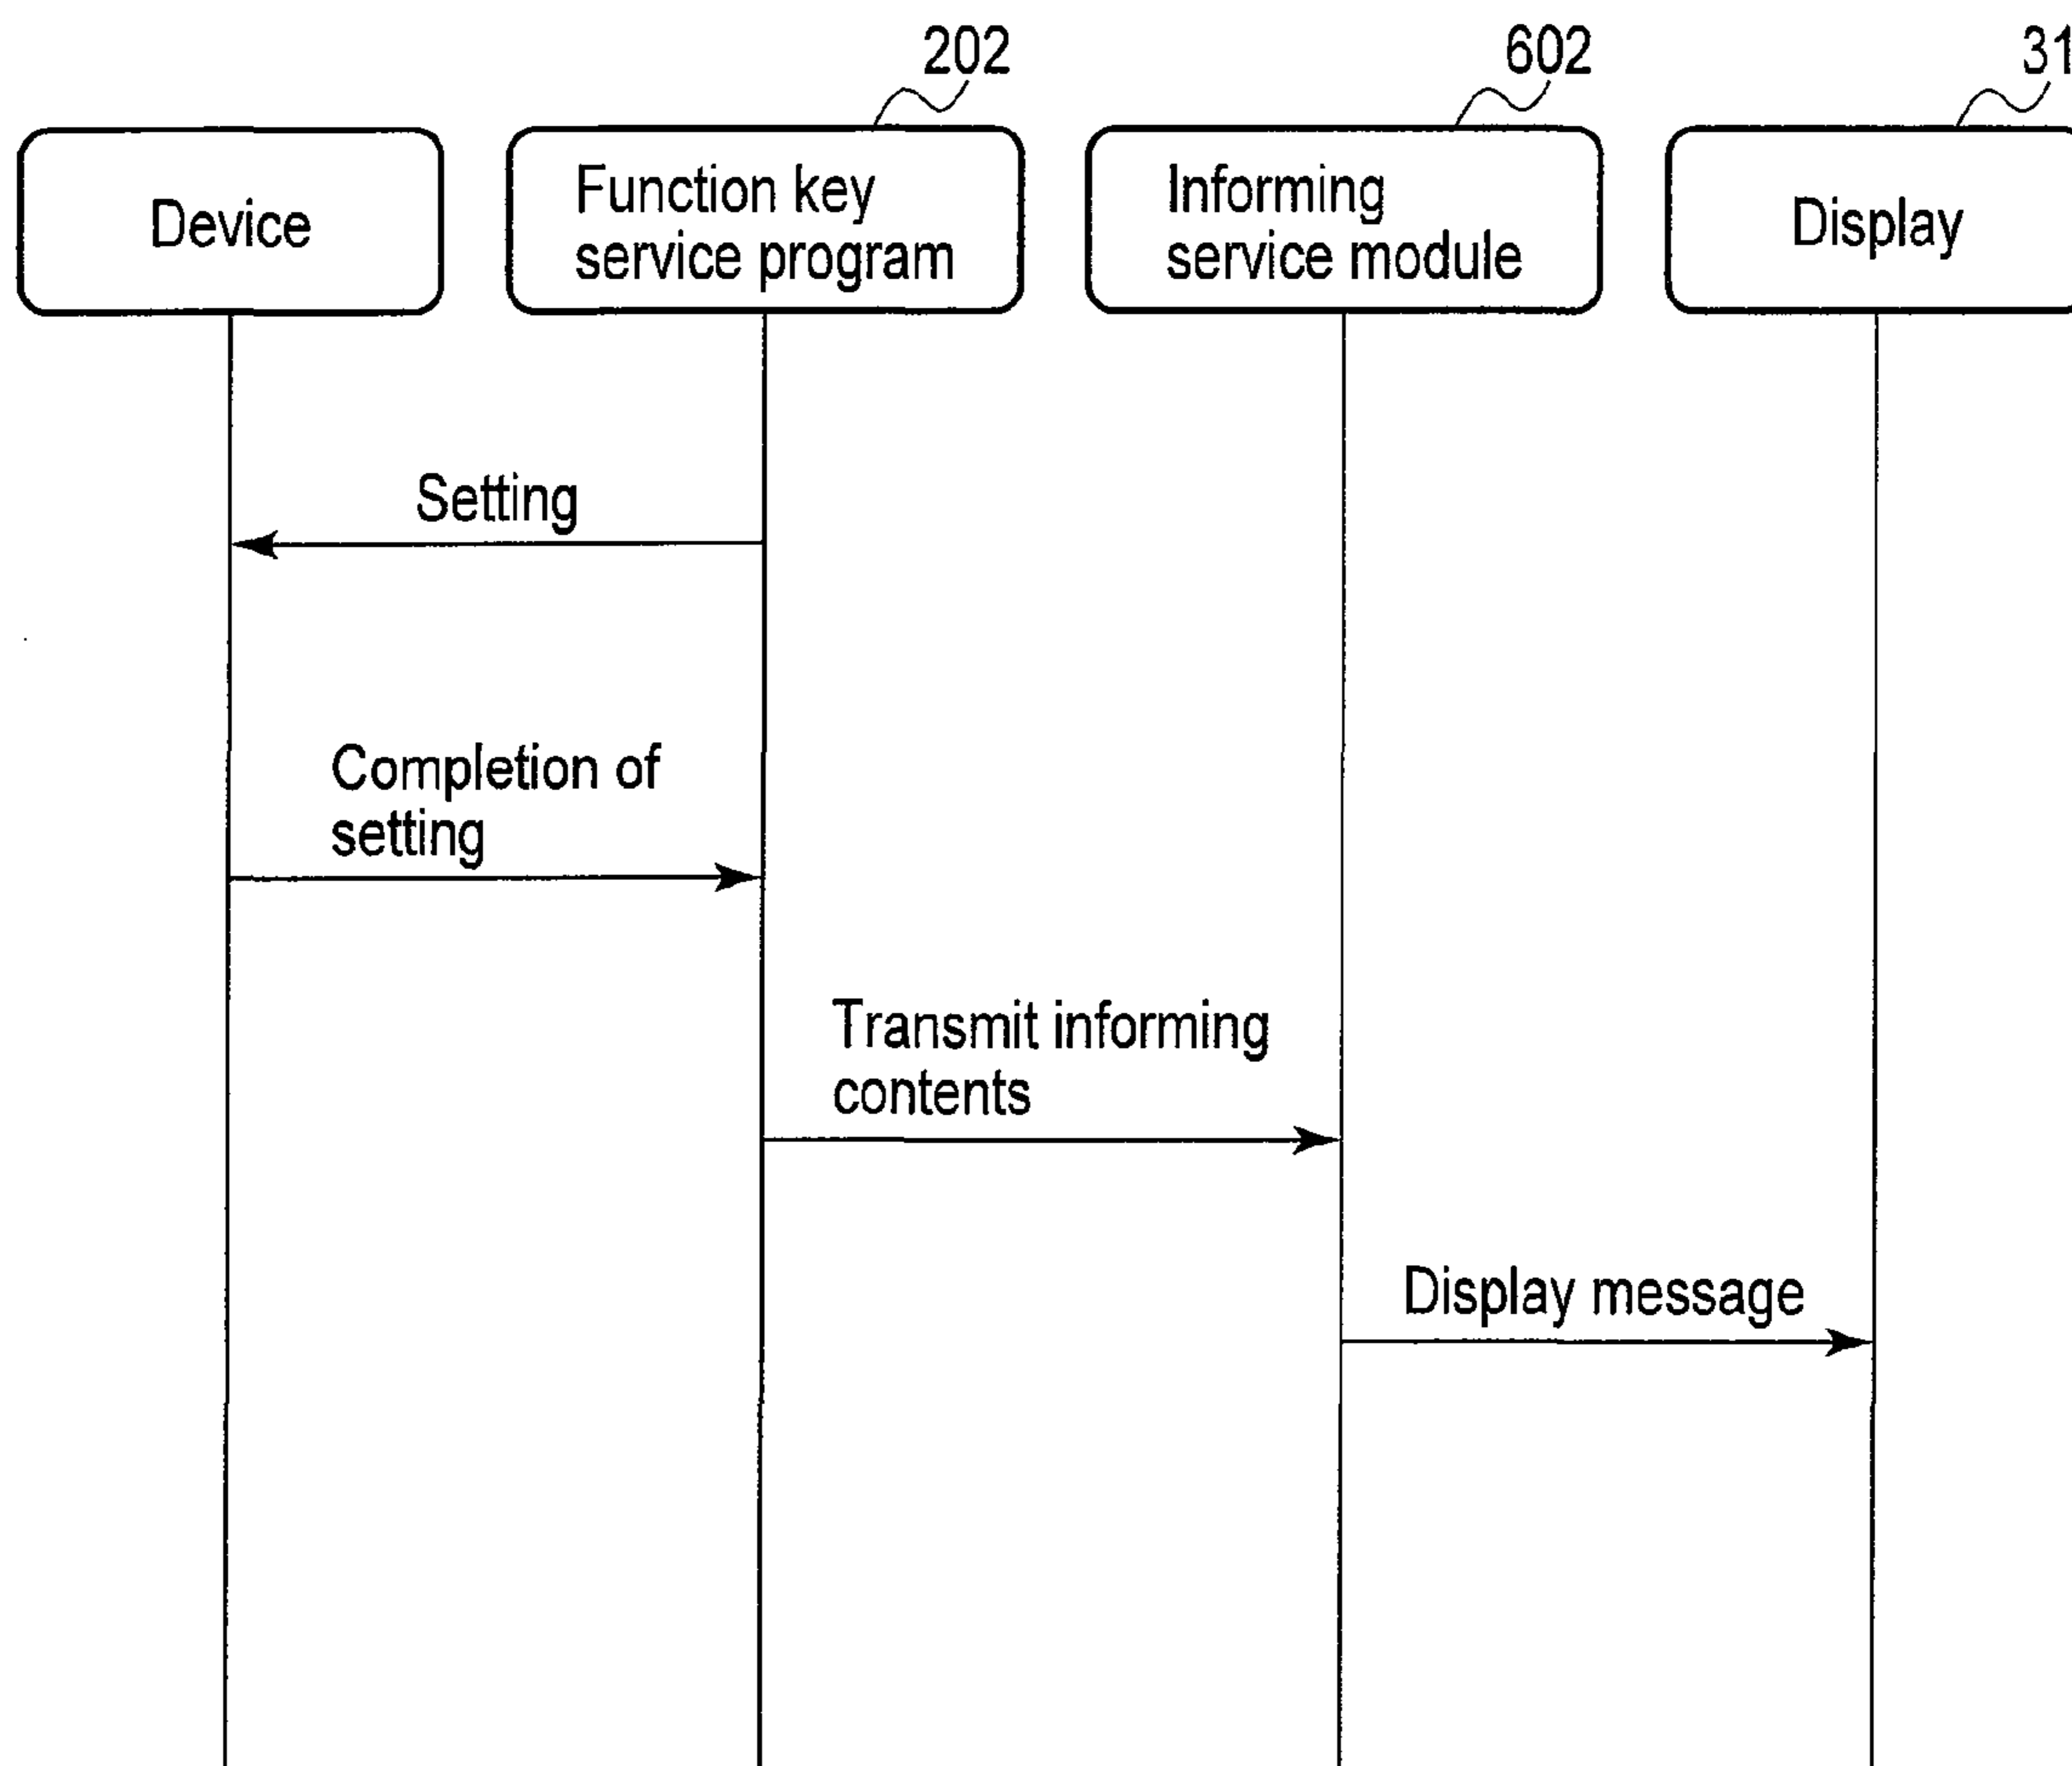 202
602
31
Device
Function key
service program
Informing
service module
Display
Setting
Completion of
setting
Transmit informing
contents
Display message